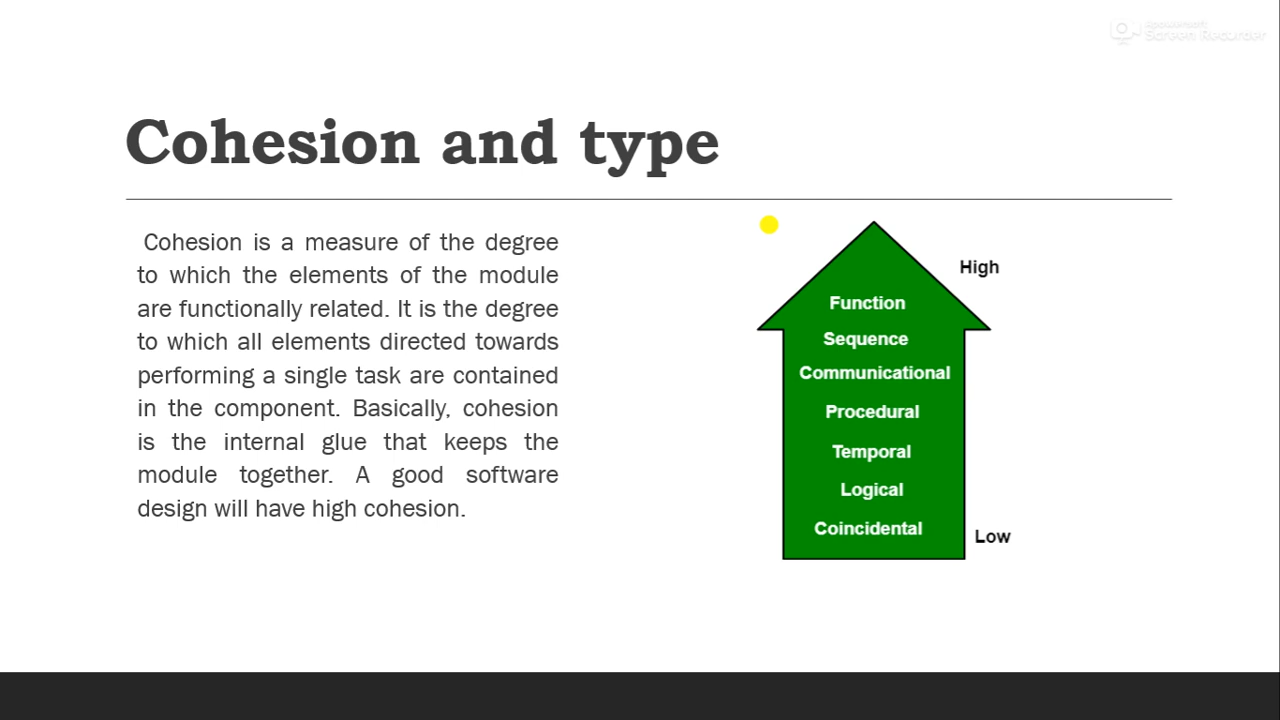 Apowersoft
Screen Recorder
Cohesion and type
Cohesion is a measure of the degree
to which the elements of the module
are functionally related. It is the degree
to which all elements directed towards
performing a single task are contained
in the component. Basically, cohesion
is the internal glue that keeps the
module together. A good software
design will have high cohesion.
High
Function
Sequence
Communicational
Procedural
Temporal
Logical
Coincidental
Low